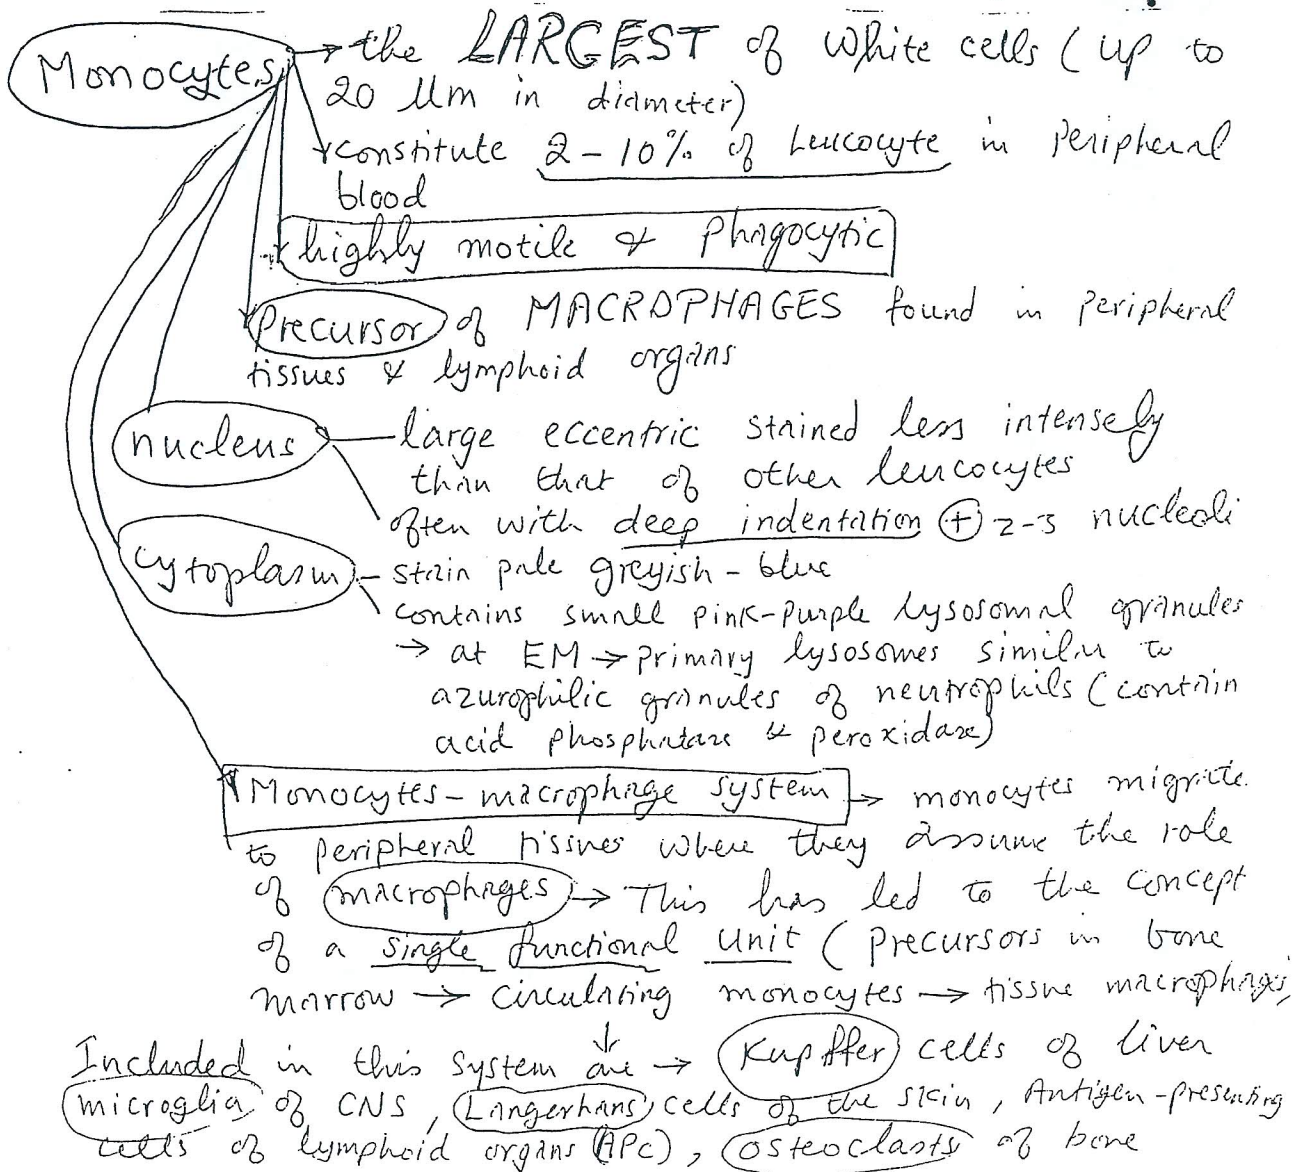 Monocytes → the LARGEST of white cells (up to
20 µm in diameter)
constitute 2-10% of Leucocyte in peripheral
blood
highly motile & phagocytic
Precursor of MACROPHAGES found in peripheral
tissues & lymphoid organs
nucleus — large eccentric stained less intensely
than that of other leucocytes
often with deep indentation ⊕ 2-3 nucleoli
cytoplasm – stain pale greyish-blue
contains small pink-purple lysosomal granules
→ at EM → primary lysosomes similar to
azurophilic granules of neutrophils (contain
acid phosphatase & peroxidase)
Monocytes-macrophage system → monocytes migrate
to peripheral tissues where they assume the role
of macrophages → This has led to the concept
of a single functional unit (precursors in bone
marrow → circulating monocytes → tissue macrophages,
Included in this system are → Kupffer cells of liver
microglia of CNS, Langerhans cells of the skin, Antigen-presenting
cells of lymphoid organs (APC), osteoclasts of bone